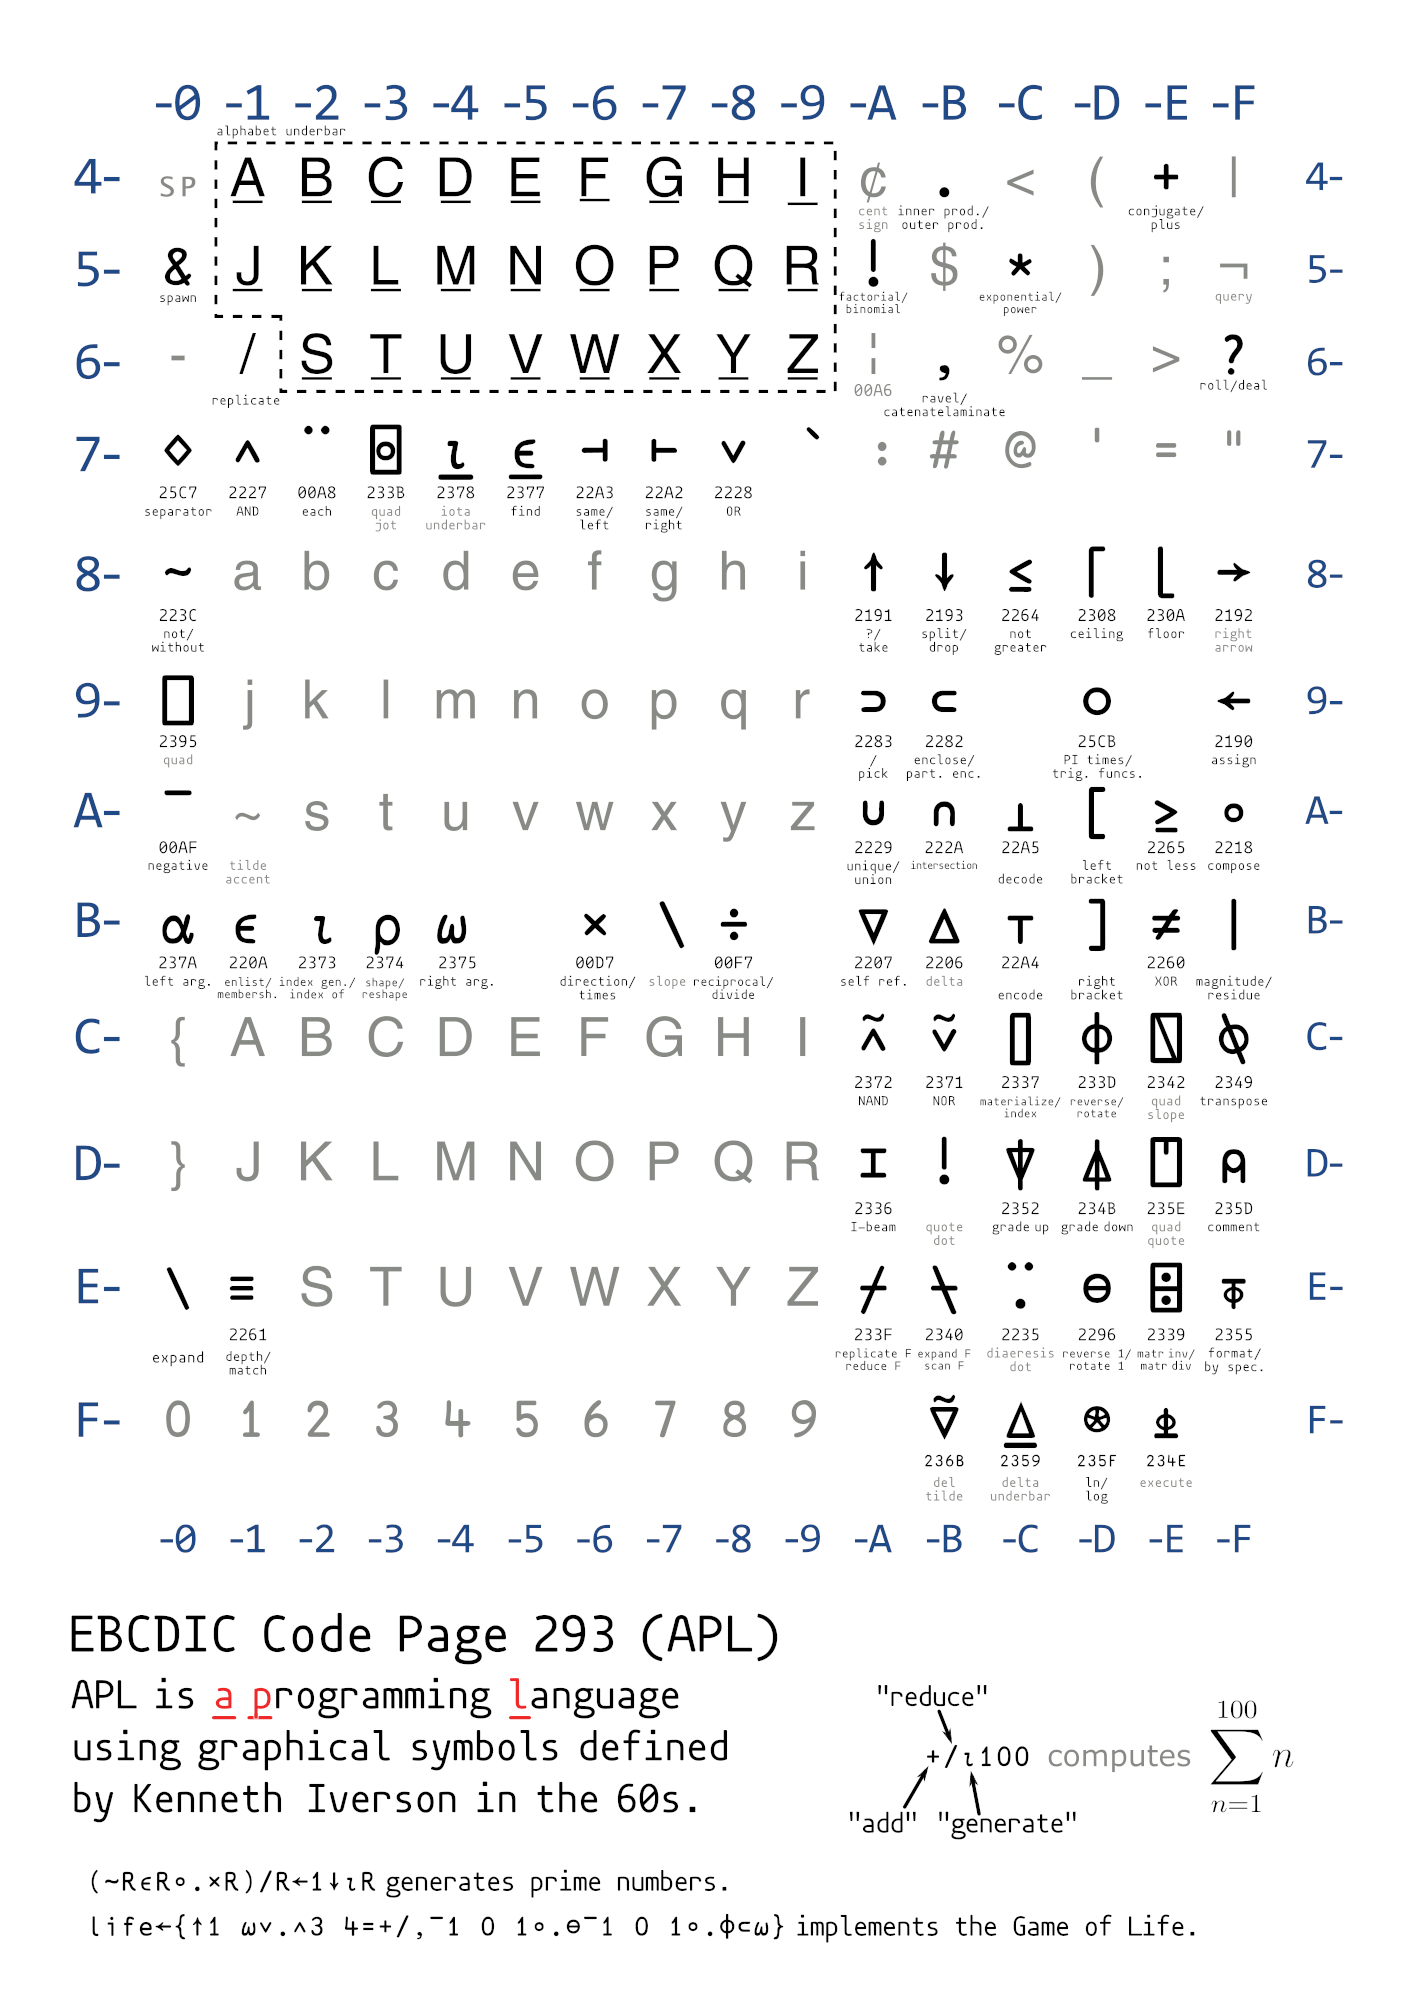 -0 -1 -2 -3 -4 -5 -6 -7 -8 -9 -A -B -C -D -E -F
alphabet underbar
4- SP A̲ B̲ C̲ D̲ E̲ F̲ G̲ H̲ I̲ ¢ . < ( + | 4-
cent inner prod./ conjugate/
sign outer prod. plus
5- & J̲ K̲ L̲ M̲ N̲ O̲ P̲ Q̲ R̲ ! $ * ) ; ¬ 5-
spawn factorial/ exponential/ query
binomial power
6- - / S̲ T̲ U̲ V̲ W̲ X̲ Y̲ Z̲ ¦ , % _ > ? 6-
replicate 00A6 ravel/ roll/deal
catenatelaminate
7- ◊ ∧ ¨ ⌻ ⍸ ⍷ ⊣ ⊢ ∨ ` : # @ ' = " 7-
25C7 2227 00A8 233B 2378 2377 22A3 22A2 2228
separator AND each quad iota find same/ same/ OR
jot underbar left right
8- ~ a b c d e f g h i ↑ ↓ ≤ ⌈ ⌊ → 8-
223C 2191 2193 2264 2308 230A 2192
not/ ?/ split/ not ceiling floor right
without take drop greater arrow
9- ⎕ j k l m n o p q r ⊃ ⊂ ○ ← 9-
2395 2283 2282 25CB 2190
quad / enclose/ PI times/ assign
pick part. enc. trig. funcs.
A- ¯ ~ s t u v w x y z ∪ ∩ ⊥ [ ≥ ∘ A-
00AF 2229 222A 22A5 2265 2218
negative tilde unique/ intersection left not less compose
accent union decode bracket
B- ⍺ ∊ ⍳ ⍴ ⍵ × \ ÷ ∇ ∆ ⊤ ] ≠ | B-
237A 220A 2373 2374 2375 00D7 00F7 2207 2206 22A4 2260
left arg. enlist/ index gen./ shape/ right arg. direction/ slope reciprocal/ self ref. delta right XOR magnitude/
membersh. index of reshape times divide encode bracket residue
C- { A B C D E F G H I ⍲ ⍱ ⌷ ⌽ ⍂ ⍉ C-
2372 2371 2337 233D 2342 2349
NAND NOR materialize/ reverse/ quad transpose
index rotate slope
D- } J K L M N O P Q R ⌶ ! ⍒ ⍋ ⍞ ⍝ D-
2336 2352 234B 235E 235D
I-beam quote grade up grade down quad comment
dot quote
E- \ ≡ S T U V W X Y Z ⌿ ⍀ ∵ ⊖ ⌹ ⍕ E-
2261 233F 2340 2235 2296 2339 2355
expand depth/ replicate F expand F diaeresis reverse 1/ matr inv/ format/
match reduce F scan F dot rotate 1 matr div by spec.
F- 0 1 2 3 4 5 6 7 8 9 ⍫ ⍙ ⍟ ⍎ F-
236B 2359 235F 234E
del delta ln/ execute
tilde underbar log
-0 -1 -2 -3 -4 -5 -6 -7 -8 -9 -A -B -C -D -E -F
EBCDIC Code Page 293 (APL)
APL is a programming language
using graphical symbols defined
by Kenneth Iverson in the 60s.
"reduce"
+/⍳100 computes
"add" "generate"
100
∑ n
n=1
(~R∊R∘.×R)/R←1↓⍳R generates prime numbers.
life←{↑1 ⍵∨.∧3 4=+/,¯1 0 1∘.⊖¯1 0 1∘.⌽⊂⍵} implements the Game of Life.